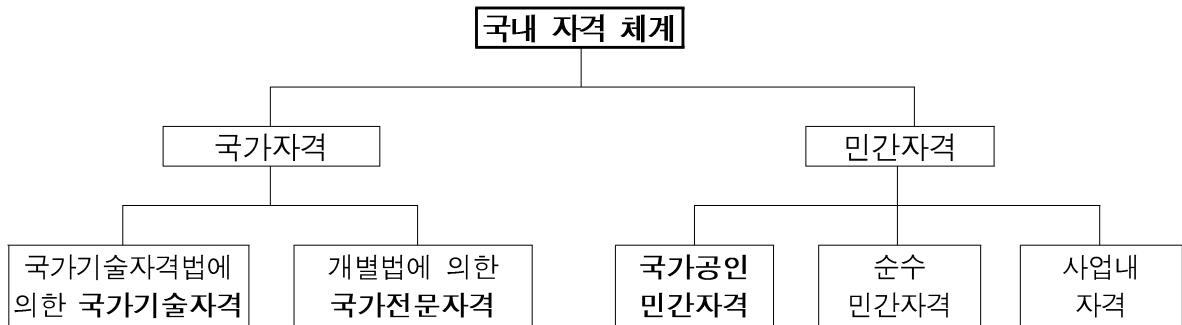 국내 자격 체계
국가자격
민간자격
국가기술자격법에
의한 국가기술자격
개별법에 의한
국가전문자격
국가공인
민간자격
순수
민간자격
사업내
자격